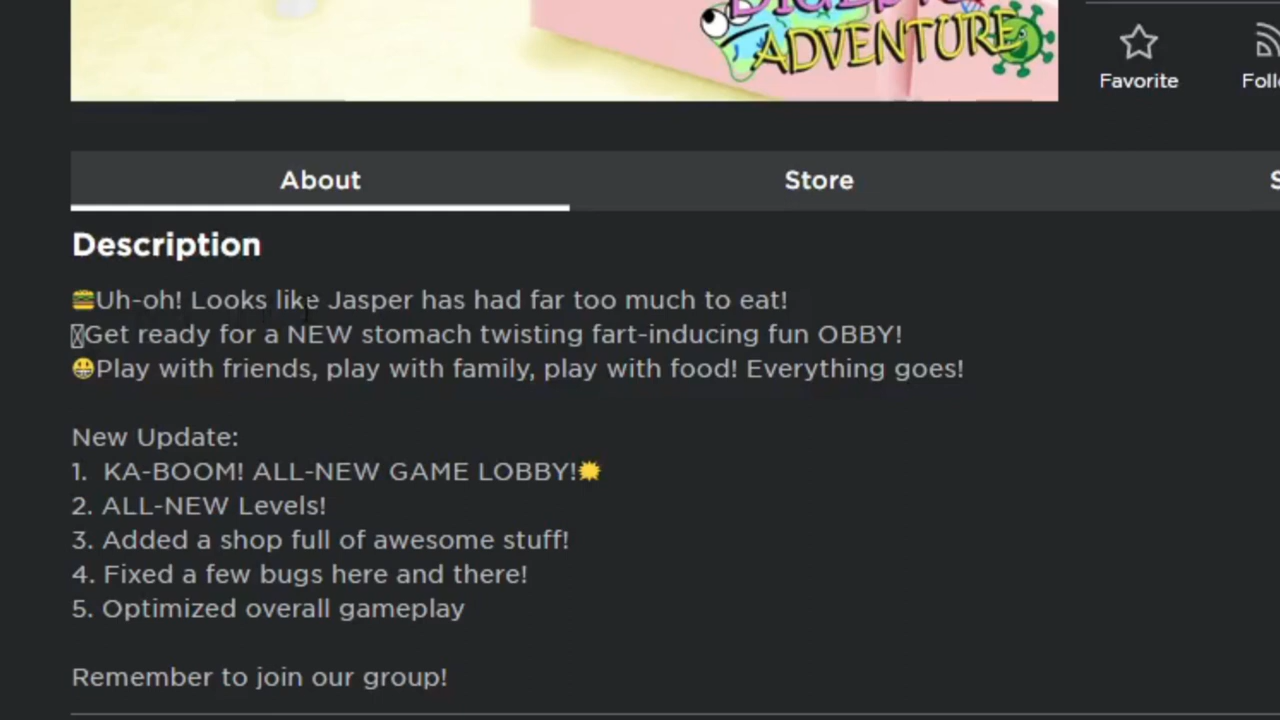 ADVENTURE
Favorite
About
Store
Description
🍔Uh-oh! Looks like Jasper has had far too much to eat!
Get ready for a NEW stomach twisting fart-inducing fun OBBY!
😀Play with friends, play with family, play with food! Everything goes!
New Update:
1. KA-BOOM! ALL-NEW GAME LOBBY!💥
2. ALL-NEW Levels!
3. Added a shop full of awesome stuff!
4. Fixed a few bugs here and there!
5. Optimized overall gameplay
Remember to join our group!